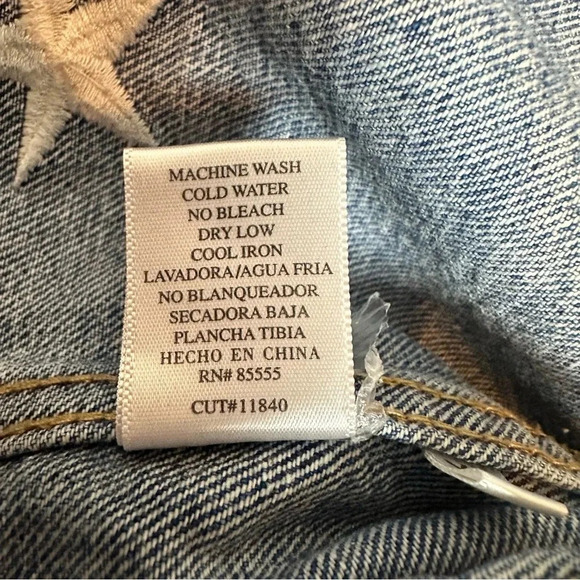 MACHINE WASH
COLD WATER
NO BLEACH
DRY LOW
COOL IRON
LAVADORA/AGUA FRIA
NO BLANQUEADOR
SECADORA BAJA
PLANCHA TIBIA
HECHO EN CHINA
RN# 85555
CUT#11840